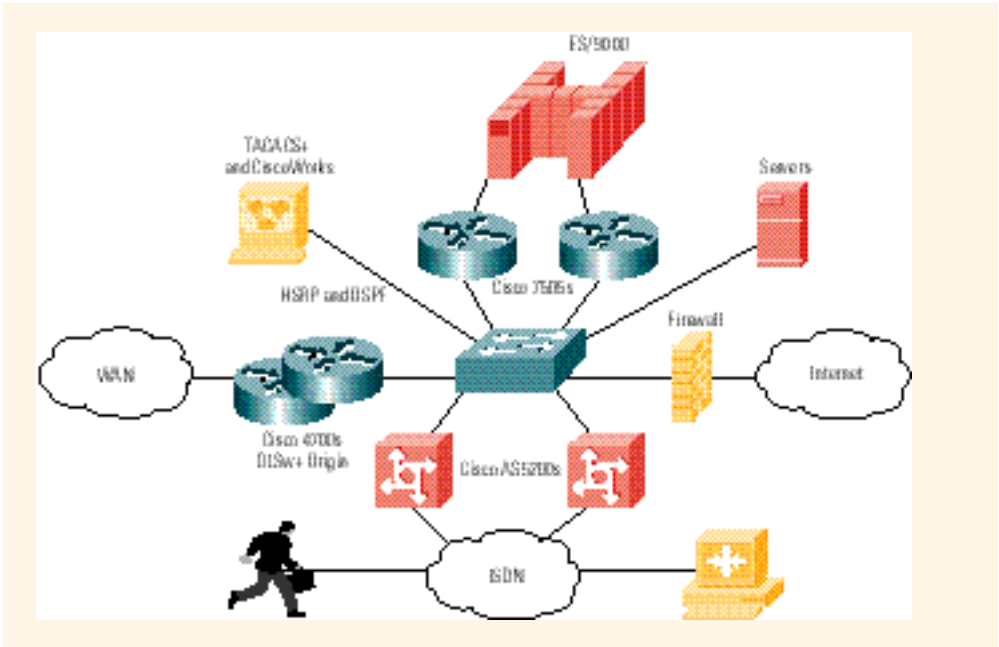 ES/9000
TACACS+
and CiscoWorks
Servers
Cisco 7505s
HSRP and OSPF
Firewall
WAN
Internet
Cisco 4700s
DLSw+ Origin
Cisco AS5200s
ISDN